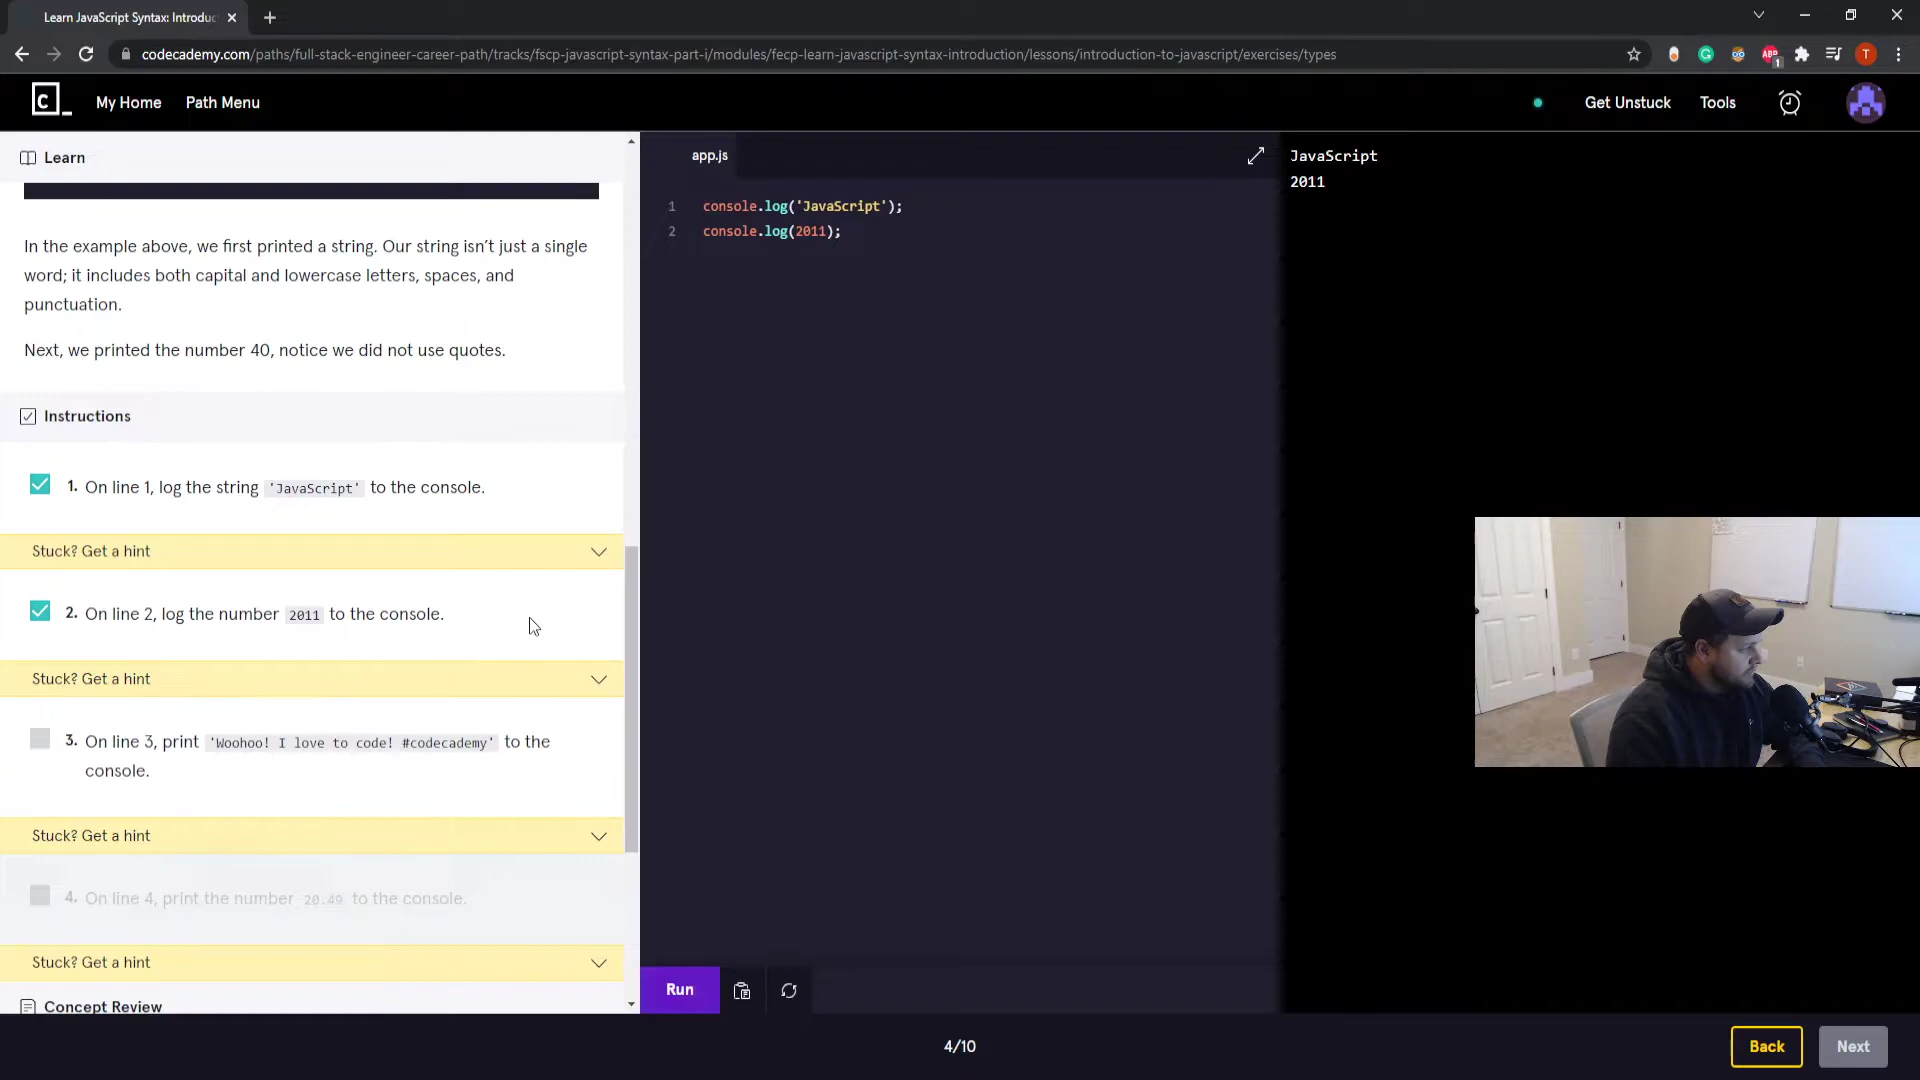 Learn JavaScript Syntax: Introduc
codecademy.com/paths/full-stack-engineer-career-path/tracks/fscp-javascript-syntax-part-i/modules/fecp-learn-javascript-syntax-introduction/lessons/introduction-to-javascript/exercises/types
ABP
1
T
C_
My Home
Path Menu
Get Unstuck
Tools
Learn
In the example above, we first printed a string. Our string isn’t just a single
word; it includes both capital and lowercase letters, spaces, and
punctuation.
Next, we printed the number 40, notice we did not use quotes.
Instructions
1. On line 1, log the string 'JavaScript' to the console.
Stuck? Get a hint
2. On line 2, log the number 2011 to the console.
Stuck? Get a hint
3. On line 3, print 'Woohoo! I love to code! #codecademy' to the
console.
Stuck? Get a hint
4. On line 4, print the number 20.49 to the console.
Stuck? Get a hint
Concept Review
app.js
1 console.log('JavaScript');
2 console.log(2011);
Run
JavaScript
2011
4/10
Back
Next